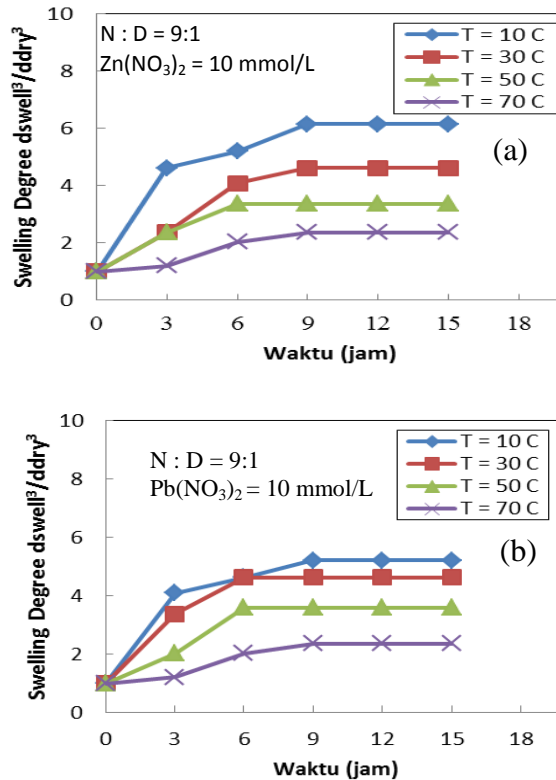 N : D = 9:1
Zn(NO₃)₂ = 10 mmol/L
T = 10 C
T = 30 C
T = 50 C
T = 70 C
(a)
Swelling Degree dswell³/ddry³
10
8
6
4
2
0
0 3 6 9 12 15 18
Waktu (jam)
N : D = 9:1
Pb(NO₃)₂ = 10 mmol/L
T = 10 C
T = 30 C
T = 50 C
T = 70 C
(b)
Swelling Degree dswell³/ddry³
10
8
6
4
2
0
0 3 6 9 12 15 18
Waktu (jam)